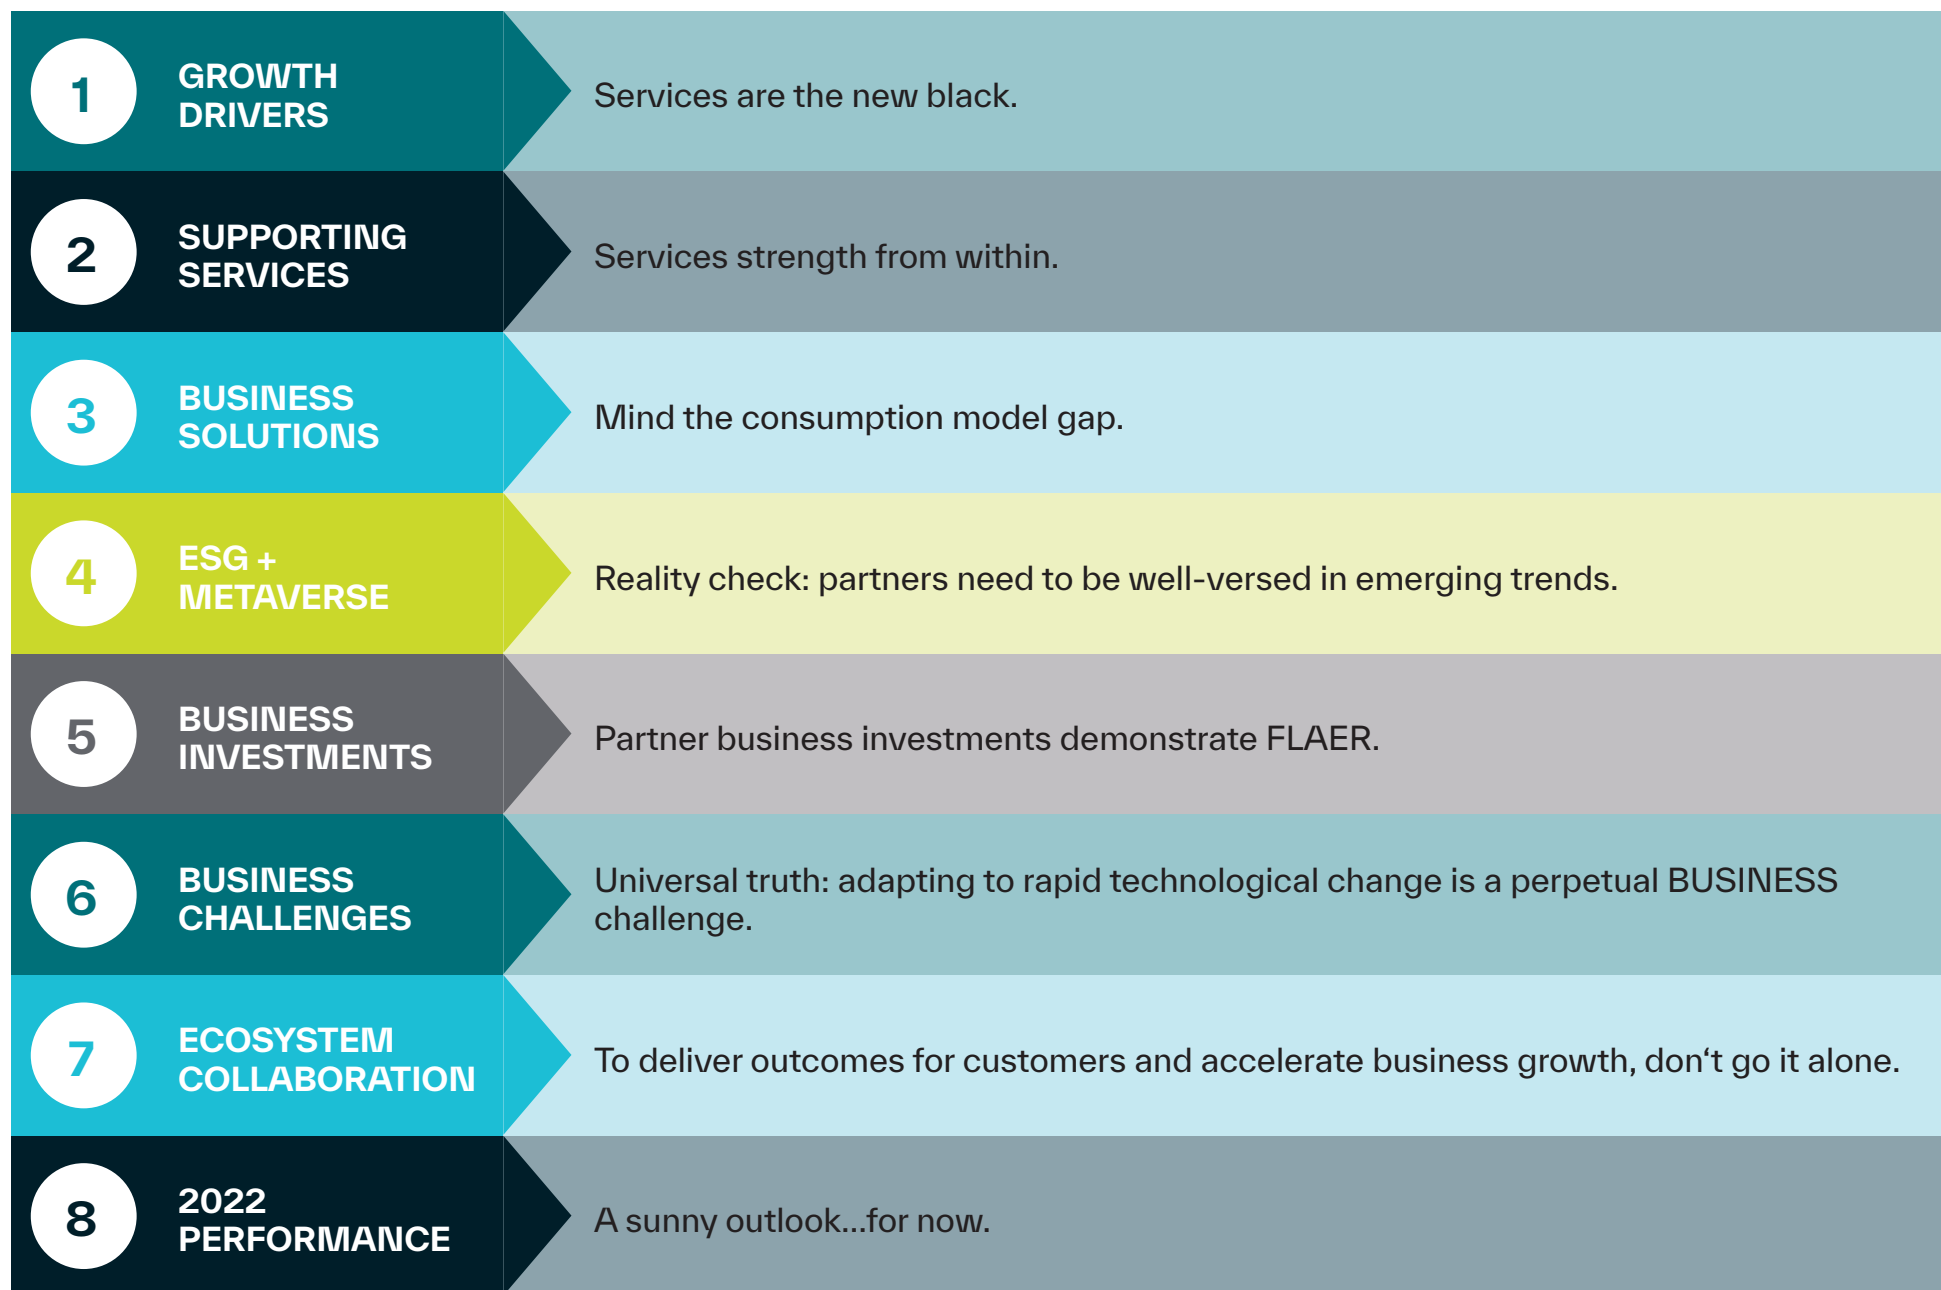 1
GROWTH
DRIVERS
Services are the new black.
2
SUPPORTING
SERVICES
Services strength from within.
3
BUSINESS
SOLUTIONS
Mind the consumption model gap.
4
ESG +
METAVERSE
Reality check: partners need to be well-versed in emerging trends.
5
BUSINESS
INVESTMENTS
Partner business investments demonstrate FLAER.
6
BUSINESS
CHALLENGES
Universal truth: adapting to rapid technological change is a perpetual BUSINESS
challenge.
7
ECOSYSTEM
COLLABORATION
To deliver outcomes for customers and accelerate business growth, don‘t go it alone.
8
2022
PERFORMANCE
A sunny outlook...for now.